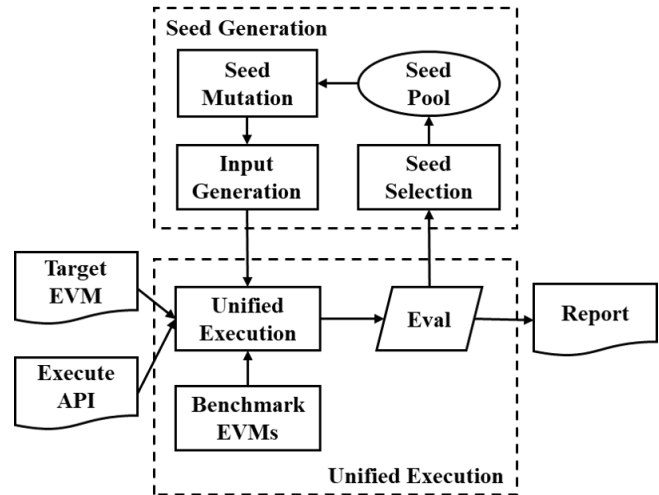 Seed Generation
Seed
Mutation
Seed
Pool
Input
Generation
Seed
Selection
Target
EVM
Unified
Execution
Eval
Report
Execute
API
Benchmark
EVMs
Unified Execution